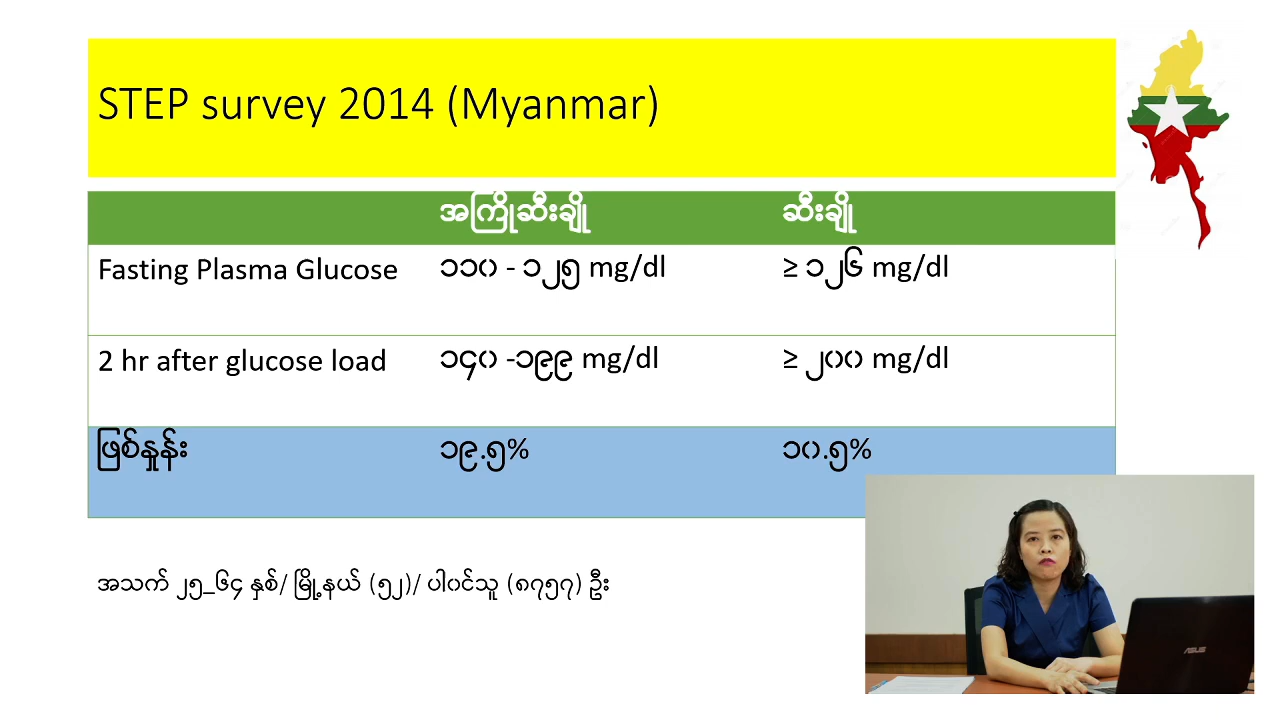 STEP survey 2014 (Myanmar)
အကြိုဆီးချို ဆီးချို
Fasting Plasma Glucose ၁၁၀ - ၁၂၅ mg/dl ≥ ၁၂၆ mg/dl
2 hr after glucose load ၁၄၀ -၁၉၉ mg/dl ≥ ၂၀၀ mg/dl
ဖြစ်နှုန်း ၁၉.၅% ၁၀.၅%
အသက် ၂၅_၆၄ နှစ်/ မြို့နယ် (၅၂)/ ပါဝင်သူ (၈၇၅၇) ဦး
ASUS